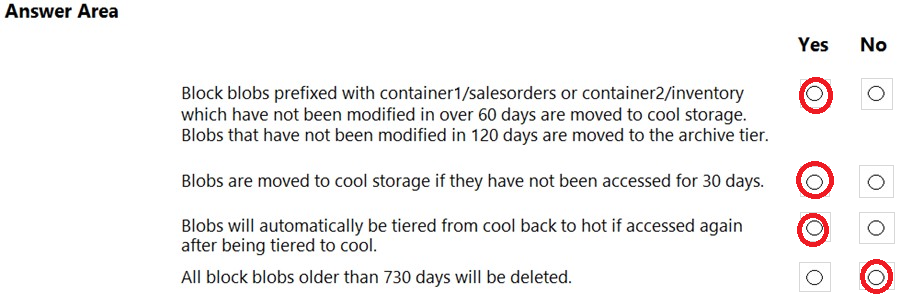 Answer Area
Yes No
Block blobs prefixed with container1/salesorders or container2/inventory
which have not been modified in over 60 days are moved to cool storage.
Blobs that have not been modified in 120 days are moved to the archive tier.
Blobs are moved to cool storage if they have not been accessed for 30 days.
Blobs will automatically be tiered from cool back to hot if accessed again
after being tiered to cool.
All block blobs older than 730 days will be deleted.